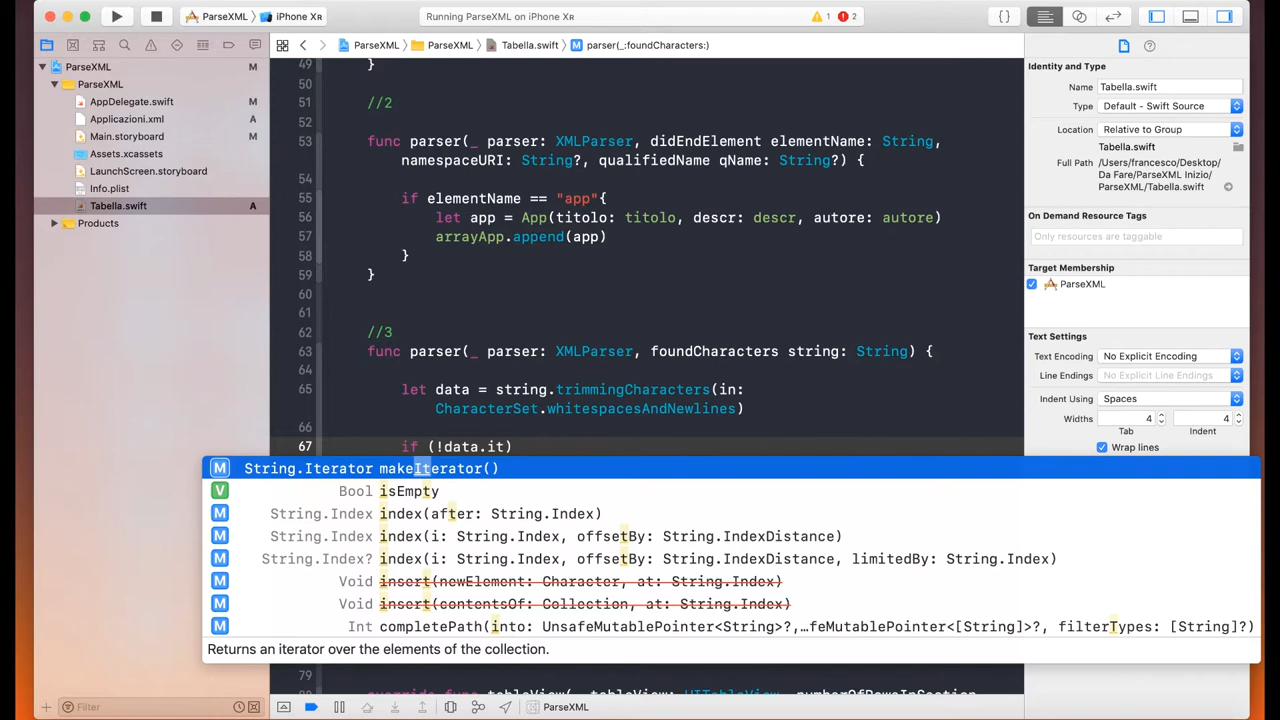 ParseXML
iPhone XR
Running ParseXML on iPhone XR
1
2
ParseXML
ParseXML
Tabella.swift
M
parser(_:foundCharacters:)
ParseXML M
ParseXML
AppDelegate.swift M
Applicazioni.xml A
Main.storyboard M
Assets.xcassets
LaunchScreen.storyboard
Info.plist
Tabella.swift A
Products
Filter
49 }
50
51 //2
52
53 func parser(_ parser: XMLParser, didEndElement elementName: String,
namespaceURI: String?, qualifiedName qName: String?) {
54
55 if elementName == "app"{
56 let app = App(titolo: titolo, descr: descr, autore: autore)
57 arrayApp.append(app)
58 }
59 }
60
61
62 //3
63 func parser(_ parser: XMLParser, foundCharacters string: String) {
64
65 let data = string.trimmingCharacters(in:
CharacterSet.whitespacesAndNewlines)
66
67 if (!data.it)
M String.Iterator makeIterator()
V Bool isEmpty
M String.Index index(after: String.Index)
M String.Index index(i: String.Index, offsetBy: String.IndexDistance)
M String.Index? index(i: String.Index, offsetBy: String.IndexDistance, limitedBy: String.Index)
M Void insert(newElement: Character, at: String.Index)
M Void insert(contentsOf: Collection, at: String.Index)
M Int completePath(into: UnsafeMutablePointer<String>?,…feMutablePointer<[String]>?, filterTypes: [String]?)
Returns an iterator over the elements of the collection.
79
override func tableView(_ tableView: UITableView, numberOfRowsInSection
ParseXML
Identity and Type
Name Tabella.swift
Type Default - Swift Source
Location Relative to Group
Tabella.swift
Full Path /Users/francesco/Desktop/
Da Fare/ParseXML Inizio/
ParseXML/Tabella.swift
On Demand Resource Tags
Only resources are taggable
Target Membership
ParseXML
Text Settings
Text Encoding No Explicit Encoding
Line Endings No Explicit Line Endings
Indent Using Spaces
Widths 4 4
Tab Indent
Wrap lines